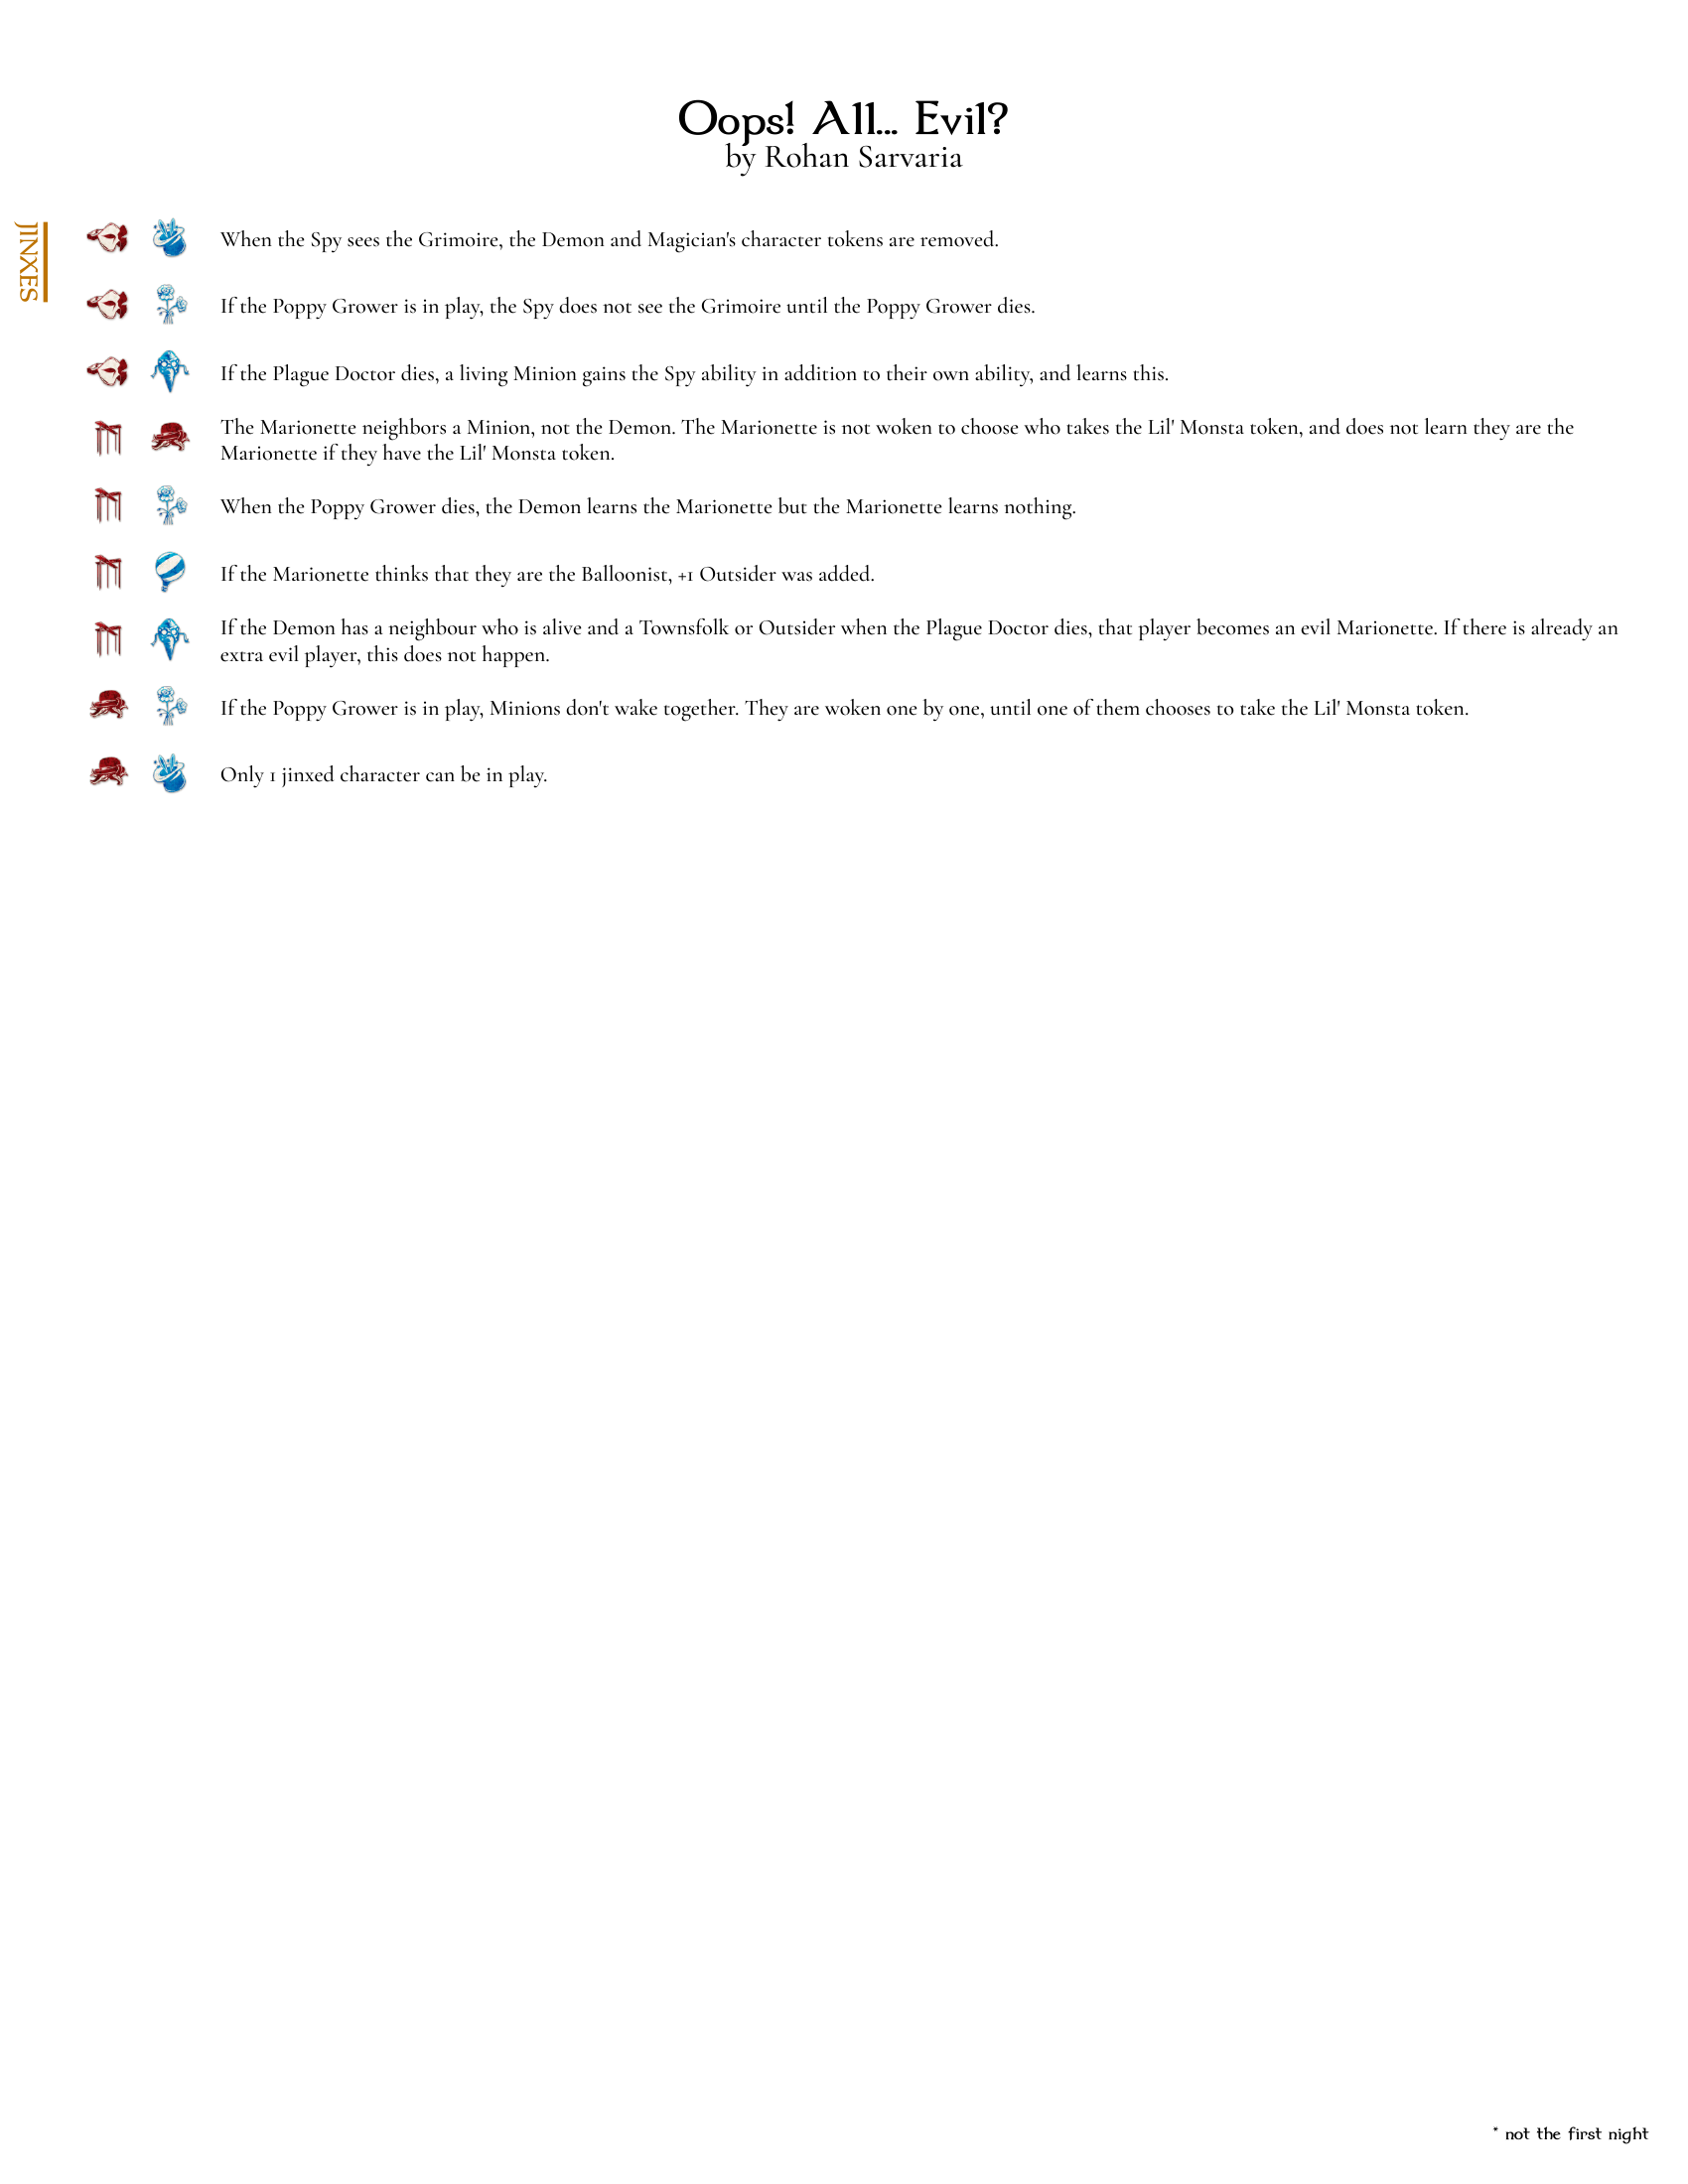 Oops! All... Evil?
by Rohan Sarvaria
JINXES
When the Spy sees the Grimoire, the Demon and Magician's character tokens are removed.
If the Poppy Grower is in play, the Spy does not see the Grimoire until the Poppy Grower dies.
If the Plague Doctor dies, a living Minion gains the Spy ability in addition to their own ability, and learns this.
The Marionette neighbors a Minion, not the Demon. The Marionette is not woken to choose who takes the Lil' Monsta token, and does not learn they are the
Marionette if they have the Lil' Monsta token.
When the Poppy Grower dies, the Demon learns the Marionette but the Marionette learns nothing.
If the Marionette thinks that they are the Balloonist, +1 Outsider was added.
If the Demon has a neighbour who is alive and a Townsfolk or Outsider when the Plague Doctor dies, that player becomes an evil Marionette. If there is already an
extra evil player, this does not happen.
If the Poppy Grower is in play, Minions don't wake together. They are woken one by one, until one of them chooses to take the Lil' Monsta token.
Only 1 jinxed character can be in play.
* not the first night